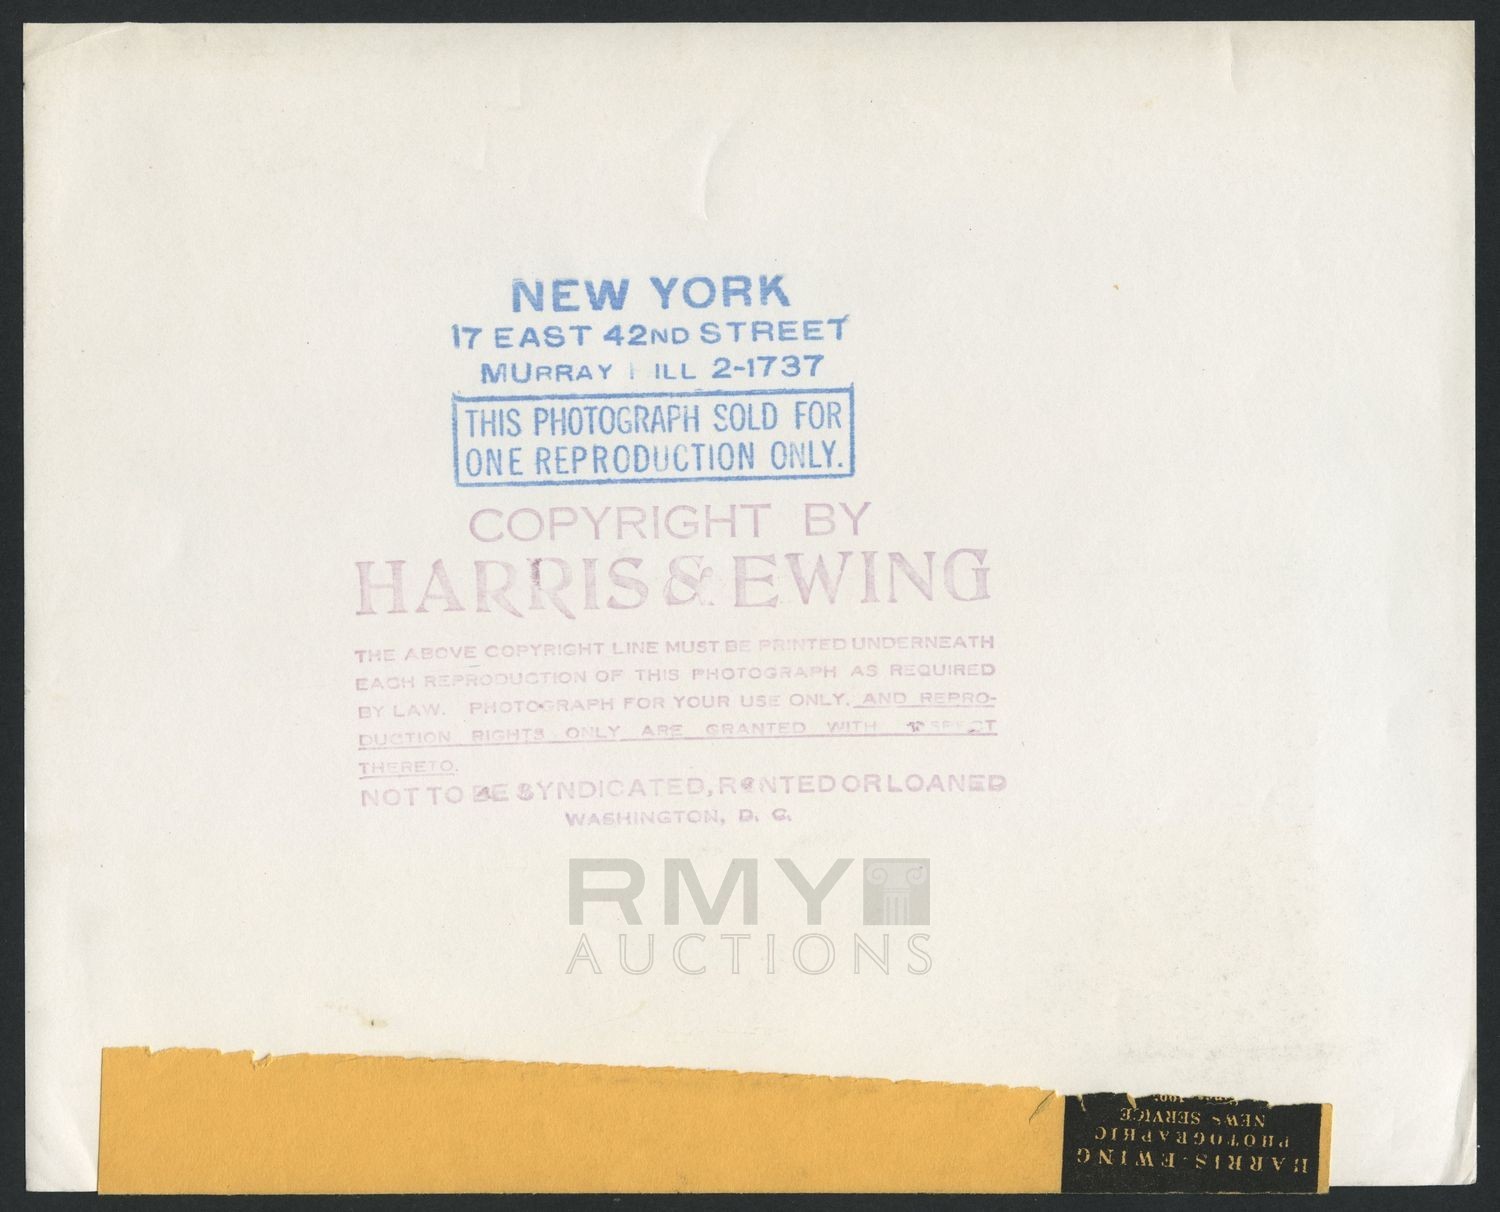 NEW YORK
17 EAST 42ND STREET
MURRAY ILL 2-1737
THIS PHOTOGRAPH SOLD FOR
ONE REPRODUCTION ONLY.
COPYRIGHT BY
HARRIS & EWING
THE ABOVE COPYRIGHT LINE MUST BE PRINTED UNDERNEATH
EACH REPRODUCTION OF THIS PHOTOGRAPH AS REQUIRED
BY LAW. PHOTOGRAPH FOR YOUR USE ONLY, AND REPRO-
DUCTION RIGHTS ONLY ARE GRANTED WITH
THERETO.
NOT TO BE SYNDICATED, RENTED OR LOANED
WASHINGTON, D. C.
RMY
AUCTIONS
HARRIS & EWING
PHOTOGRAPHIC
NEWS SERVICE